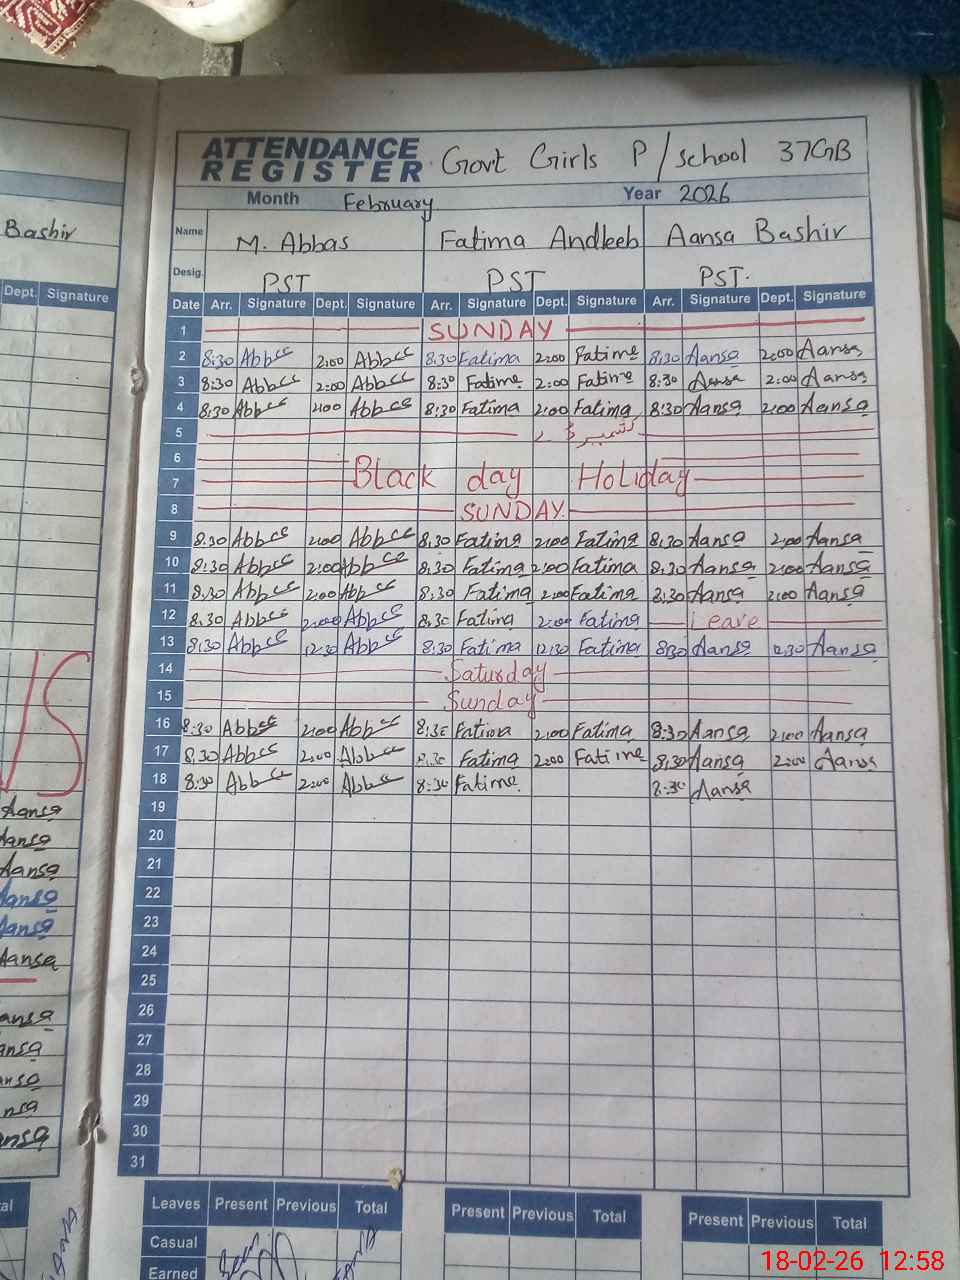 Bashir
Dept. Signature
ATTENDANCE
REGISTER
Govt Girls P/school 37GB
Month February Year 2026
Name M. Abbas Fatima Andleeb Aansa Bashir
Desig. PST PST PST.
Date Arr. Signature Dept. Signature Arr. Signature Dept. Signature Arr. Signature Dept. Signature
1 SUNDAY
2 8:30 Abbas 2:00 Abbas 8:30 Fatima 2:00 Fatima 8:30 Aansa 2:00 Aansa
3 8:30 Abbas 2:00 Abbas 8:30 Fatima 2:00 Fatima 8:30 Aansa 2:00 Aansa
4 8:30 Abbas 2:00 Abbas 8:30 Fatima 2:00 Fatima 8:30 Aansa 2:00 Aansa
5 کشمیر ڈے
6
7 Black day Holiday
8 SUNDAY
9 8:30 Abbas 2:00 Abbas 8:30 Fatima 2:00 Fatima 8:30 Aansa 2:00 Aansa
10 8:30 Abbas 2:00 Abbas 8:30 Fatima 2:00 Fatima 8:30 Aansa 2:00 Aansa
11 8:30 Abbas 2:00 Abbas 8:30 Fatima 2:00 Fatima 8:30 Aansa 2:00 Aansa
12 8:30 Abbas 2:00 Abbas 8:30 Fatima 2:00 Fatima Leave
13 8:30 Abbas 12:30 Abbas 8:30 Fatima 12:30 Fatima 8:30 Aansa 12:30 Aansa
14 Saturday
15 Sunday
16 8:30 Abbas 2:00 Abbas 8:30 Fatima 2:00 Fatima 8:30 Aansa 2:00 Aansa
17 8:30 Abbas 2:00 Abbas 8:30 Fatima 2:00 Fatima 8:30 Aansa 2:00 Aansa
18 8:30 Abbas 2:00 Abbas 8:30 Fatima 8:30 Aansa
19
20
21
22
23
24
25
26
27
28
29
30
31
Aansa
Aansa
Aansa
Aansa
Aansa
Aansa
Leaves Present Previous Total Present Previous Total Present Previous Total
Casual
Earned
18-02-26 12:58